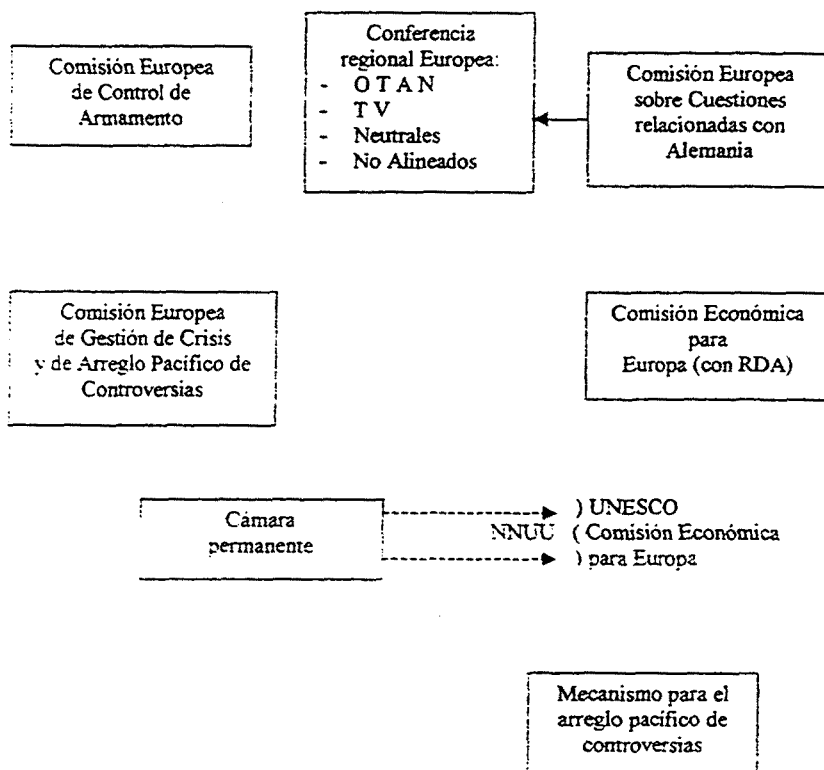 Comisión Europea
de Control de
Armamento
Conferencia
regional Europea:
- O T A N
- T V
- Neutrales
- No Alineados
Comisión Europea
sobre Cuestiones
relacionadas con
Alemania
Comisión Europea
de Gestión de Crisis
y de Arreglo Pacífico de
Controversias
Comisión Económica
para
Europa (con RDA)
Cámara
permanente
) UNESCO
NNUU ( Comisión Económica
) para Europa
Mecanismo para el
arreglo pacífico de
controversias